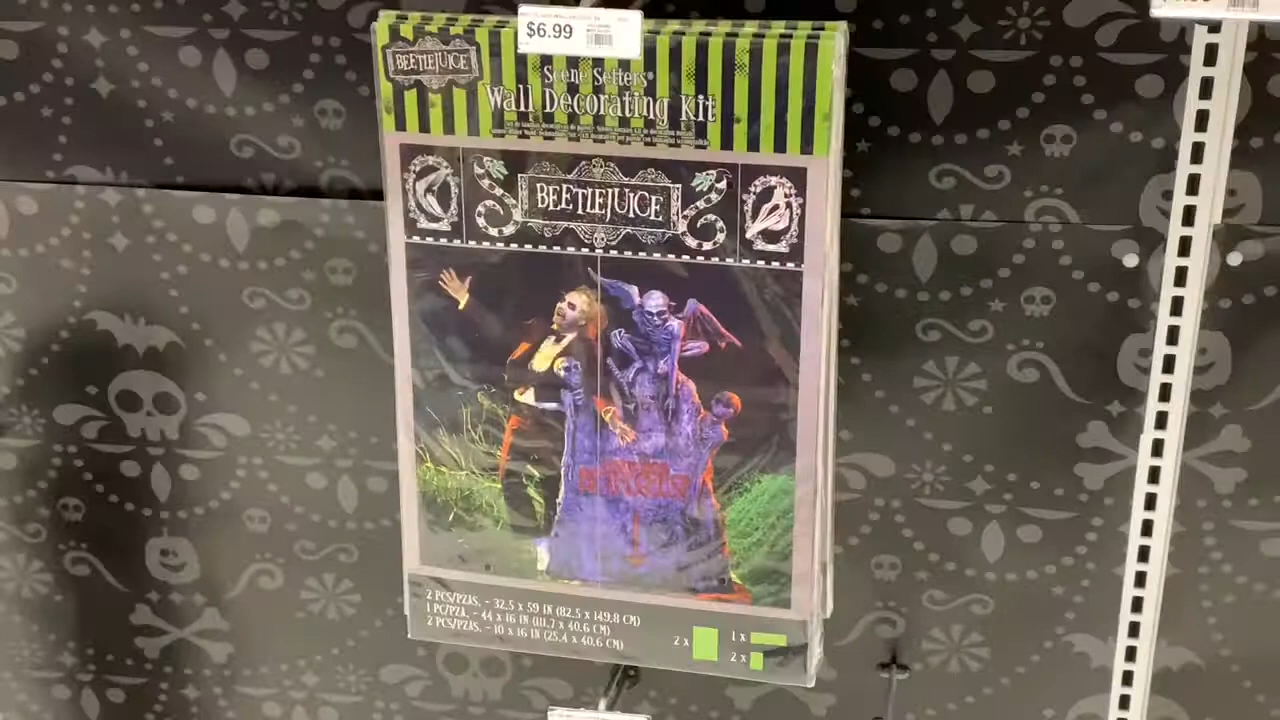 $6.99
BEETLEJUICE
Scene Setters®
Wall Decorating Kit
BEETLEJUICE
2 PCS/PZAS. - 32.5 x 59 IN (82.5 x 149.8 CM)
1 PC/PZA. - 44 x 16 IN (111.7 x 40.6 CM)
2 PCS/PZAS. - 10 x 16 IN (25.4 x 40.6 CM)
2 x
1 x
2 x